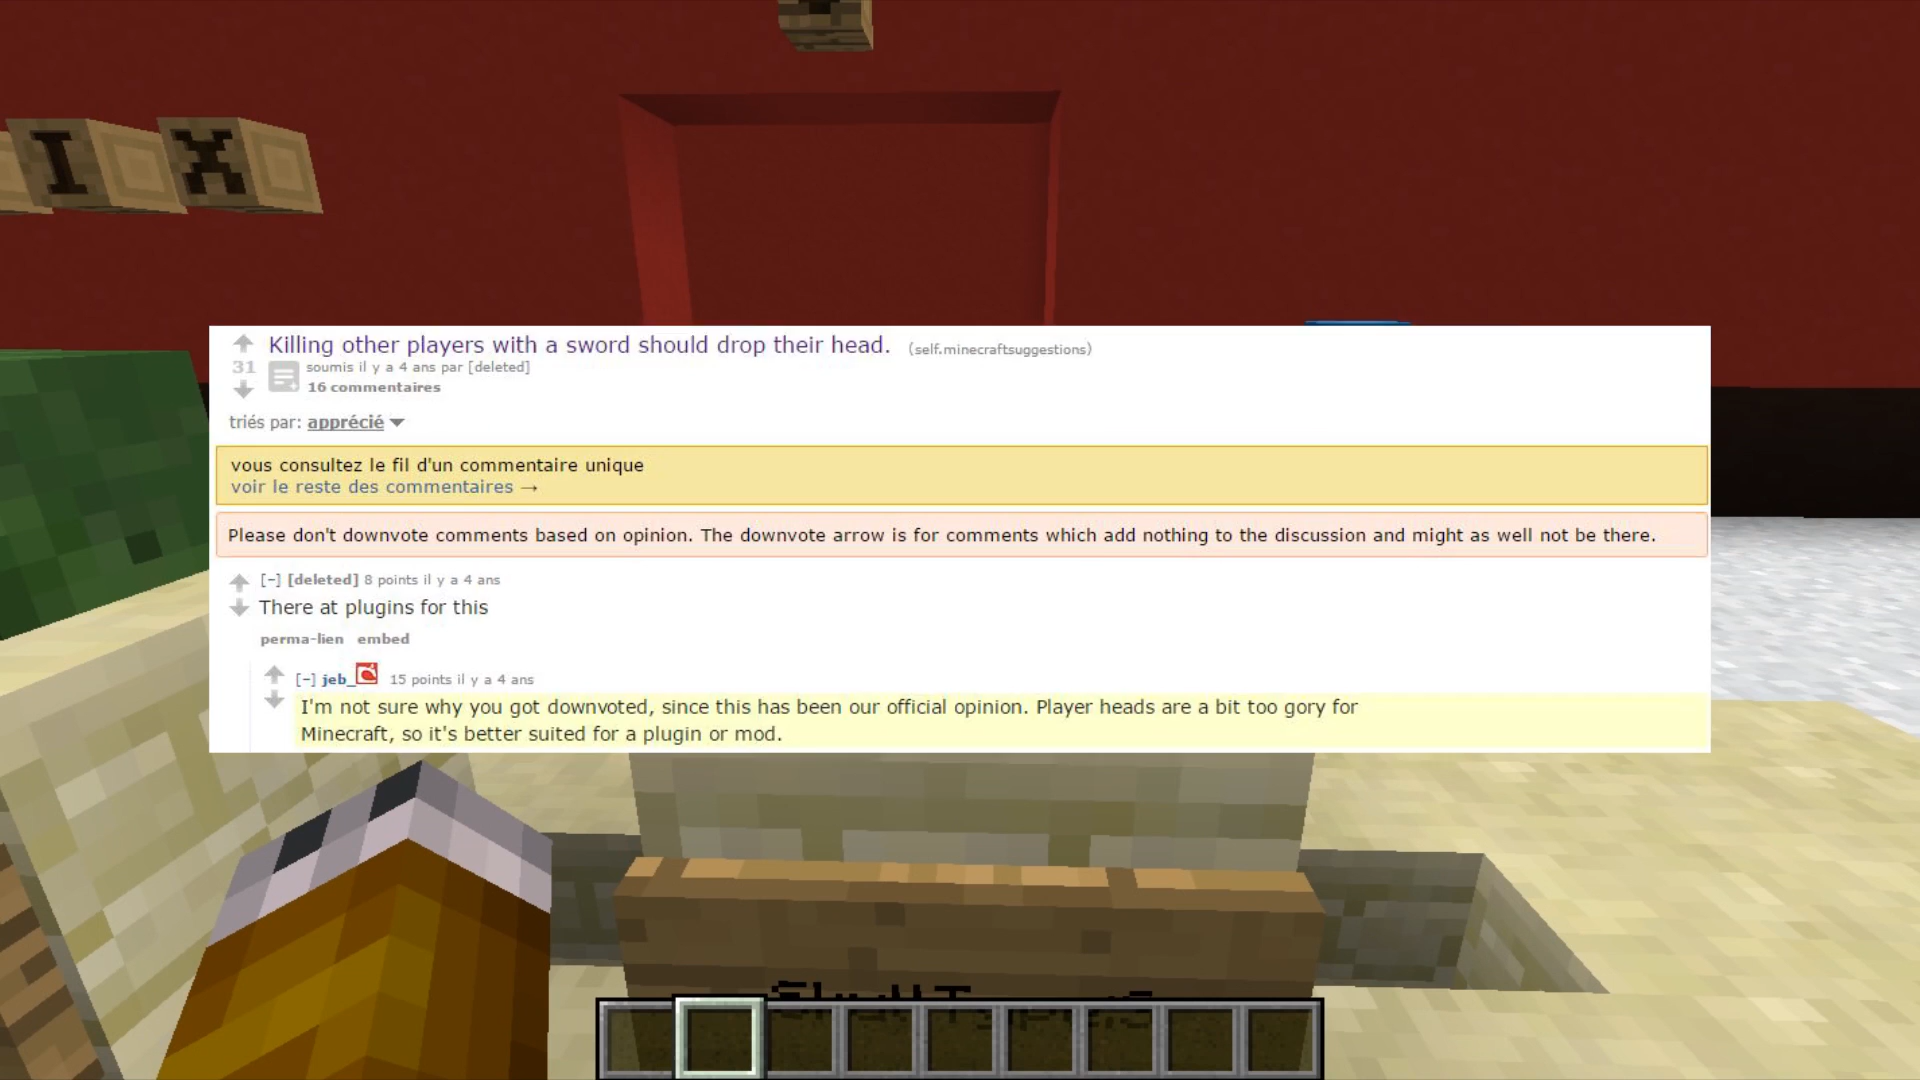 I X
Killing other players with a sword should drop their head. (self.minecraftsuggestions)
31
soumis il y a 4 ans par [deleted]
16 commentaires
triés par: apprécié
vous consultez le fil d'un commentaire unique
voir le reste des commentaires →
Please don't downvote comments based on opinion. The downvote arrow is for comments which add nothing to the discussion and might as well not be there.
[–] [deleted] 8 points il y a 4 ans
There at plugins for this
perma-lien embed
[–] jeb_ 15 points il y a 4 ans
I'm not sure why you got downvoted, since this has been our official opinion. Player heads are a bit too gory for
Minecraft, so it's better suited for a plugin or mod.